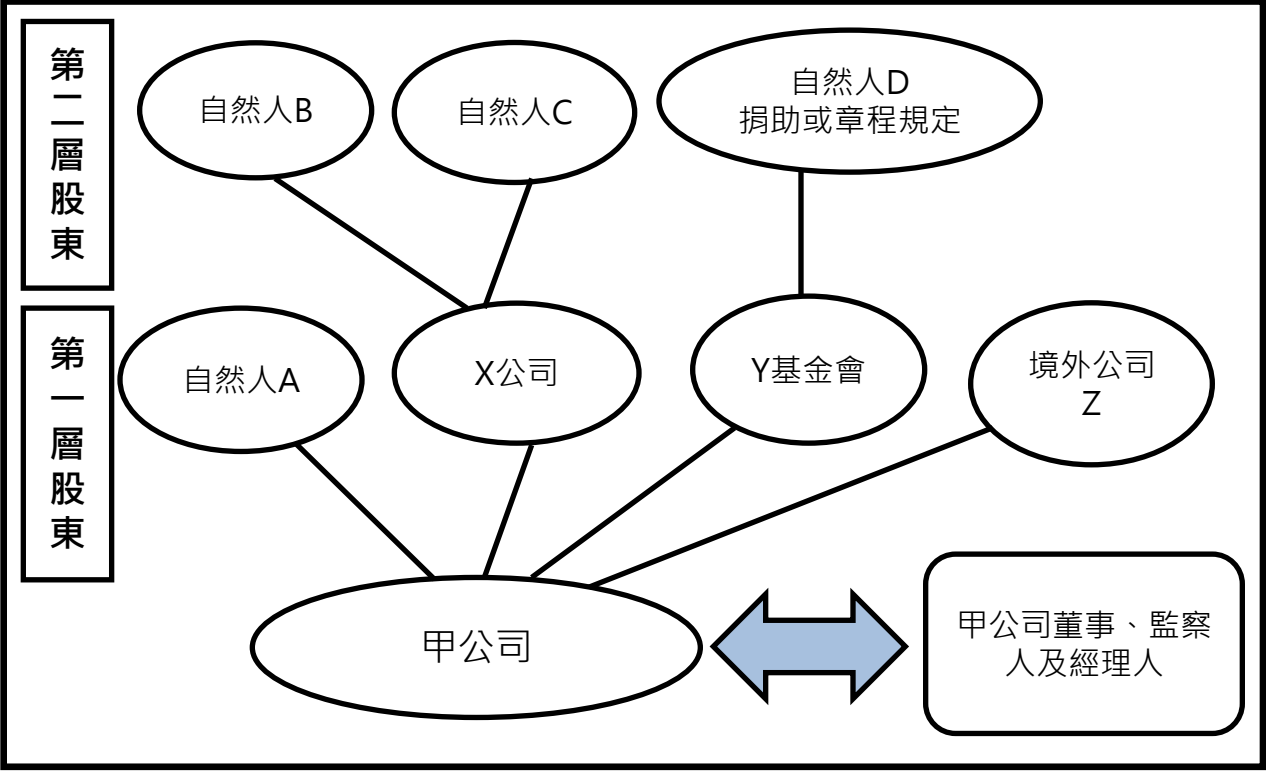 第二層股東
自然人B
自然人C
自然人D
捐助或章程規定
第一層股東
自然人A
X公司
Y基金會
境外公司
Z
甲公司
甲公司董事、監察
人及經理人